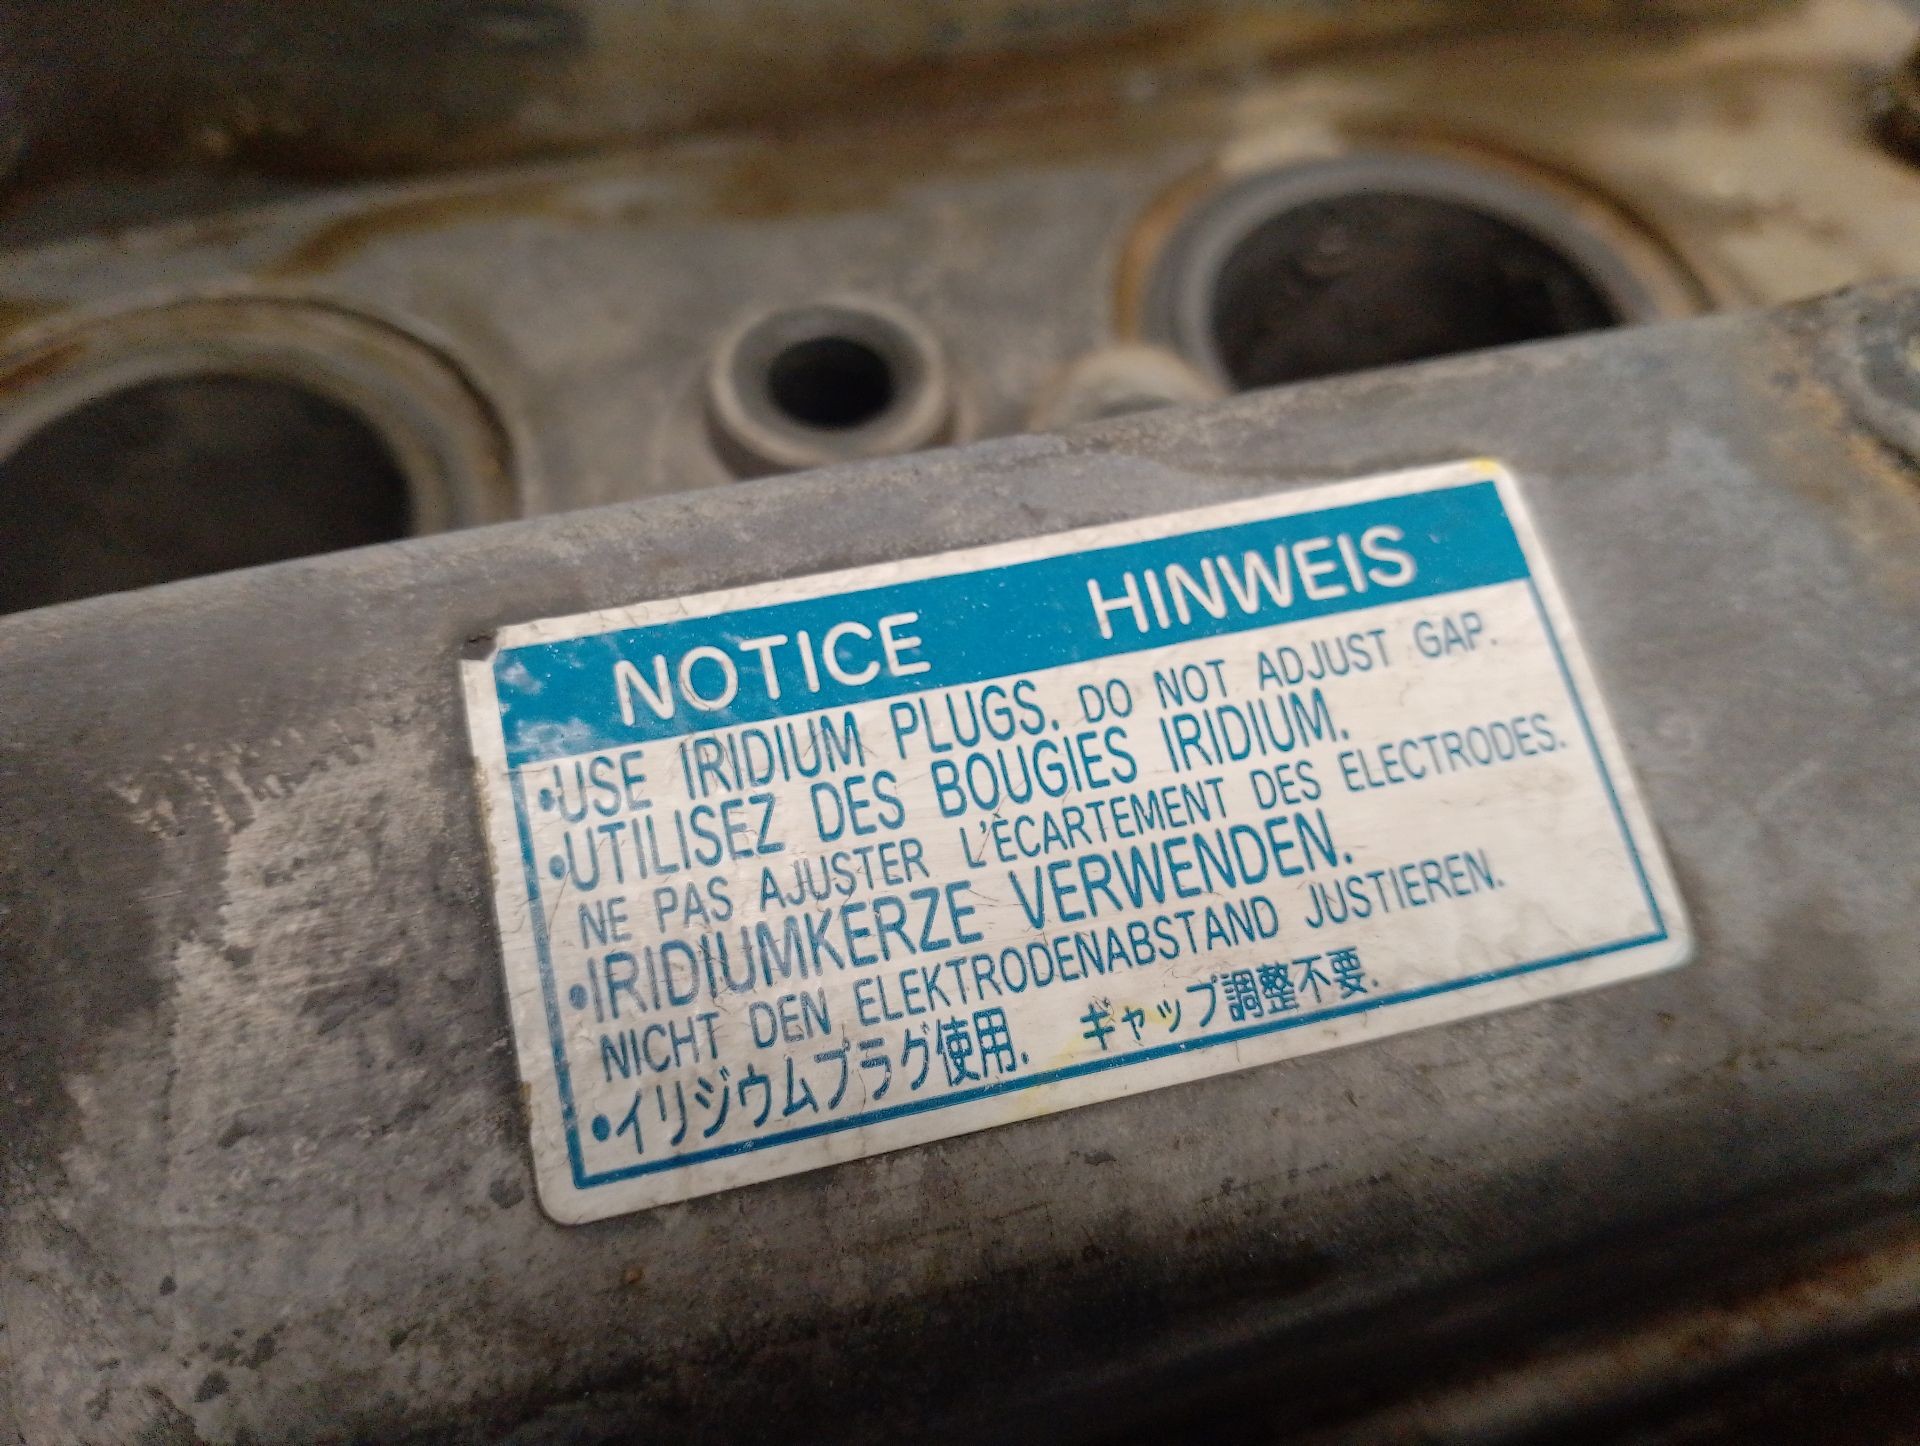 NOTICE HINWEIS
•USE IRIDIUM PLUGS. DO NOT ADJUST GAP.
•UTILISEZ DES BOUGIES IRIDIUM.
NE PAS AJUSTER L'ÉCARTEMENT DES ELECTRODES.
•IRIDIUMKERZE VERWENDEN.
NICHT DEN ELEKTRODENABSTAND JUSTIEREN.
•イリジウムプラグ使用. ギャップ調整不要.